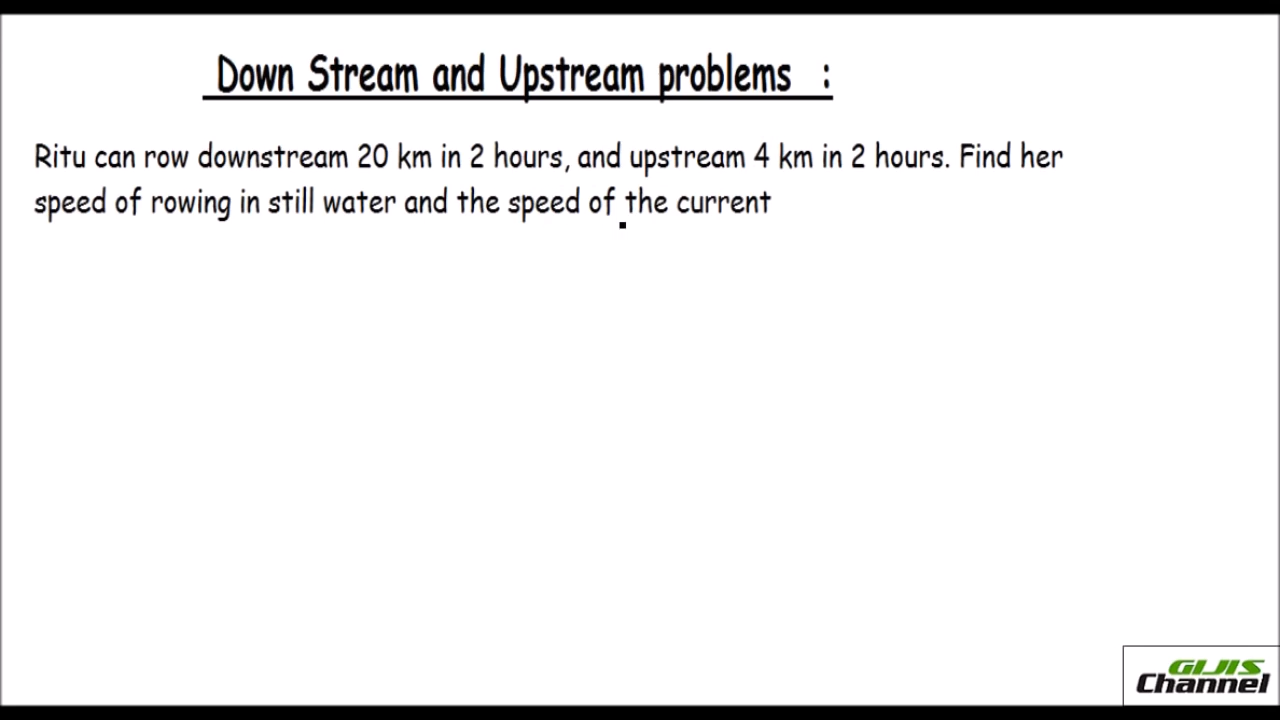 Down Stream and Upstream problems :
Ritu can row downstream 20 km in 2 hours, and upstream 4 km in 2 hours. Find her
speed of rowing in still water and the speed of the current
GIJIS
Channel